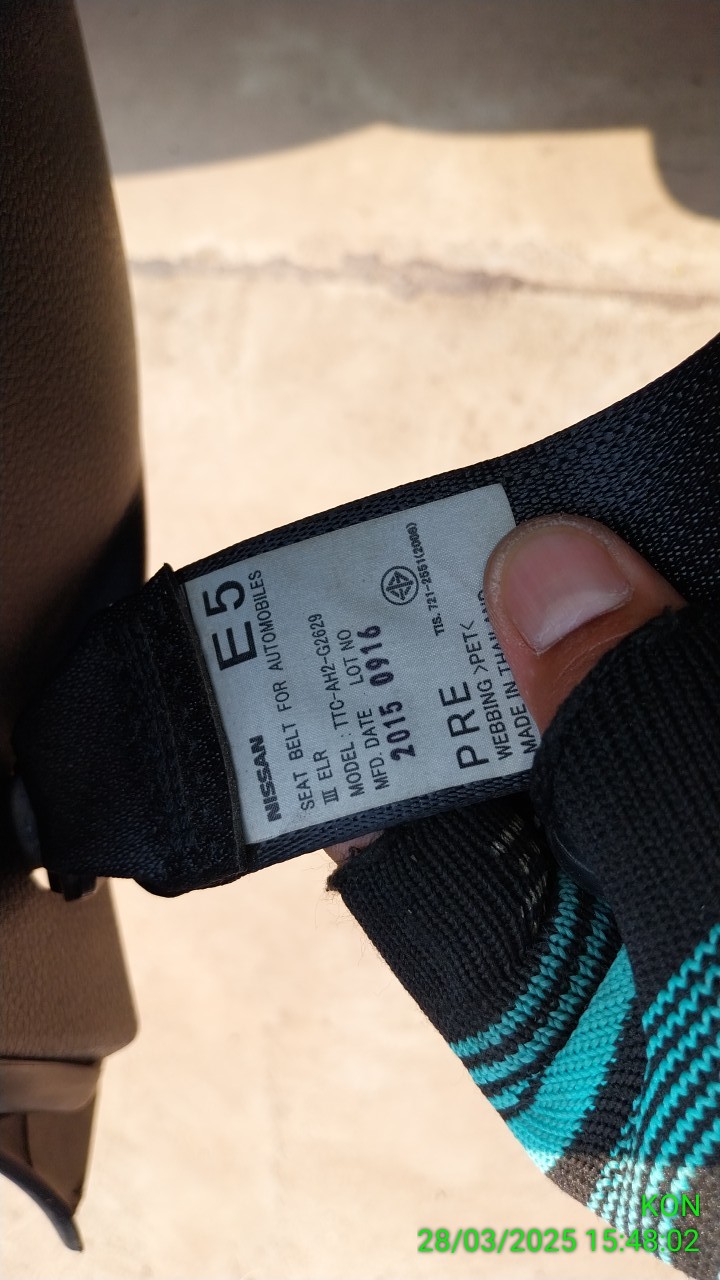 NISSAN E5
SEAT BELT FOR AUTOMOBILES
III ELR
MODEL : TTC-AH2-G2629
MFD. DATE LOT NO
2015 0916
TIS. 721-2551(2008)
PRE
WEBBING >PET<
MADE IN THAILAND
KON
28/03/2025 15:48:02